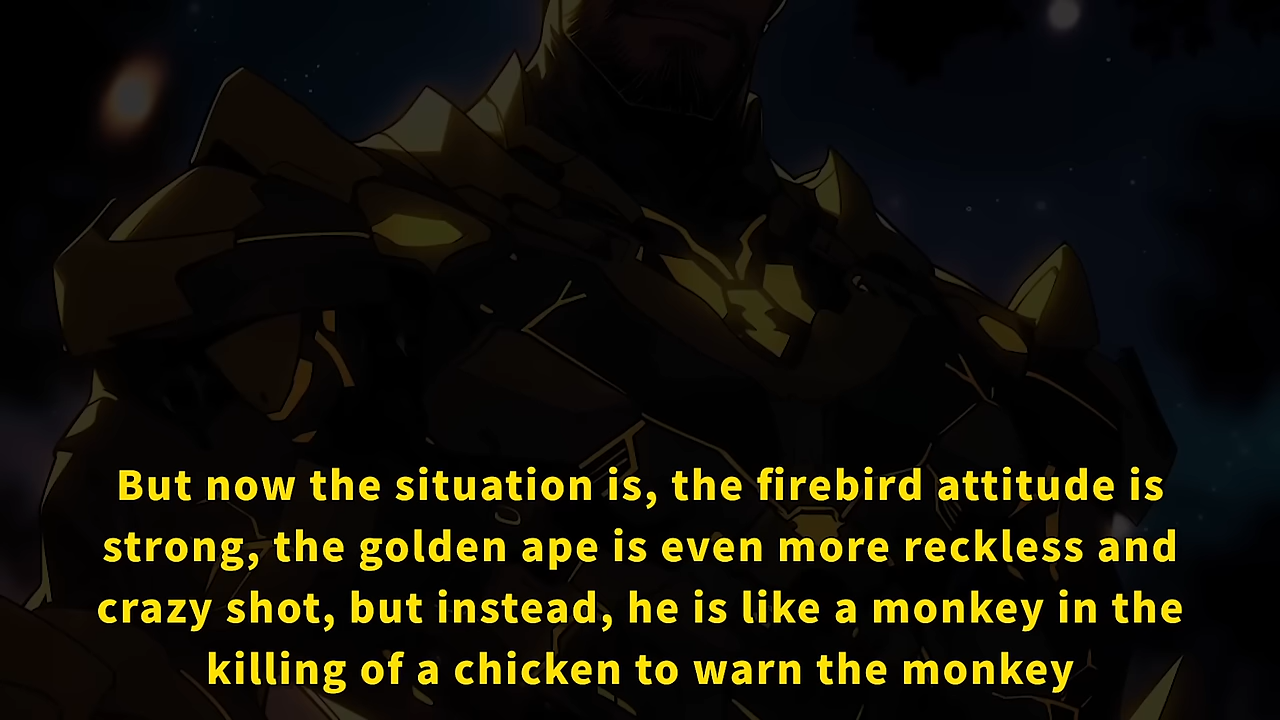 But now the situation is, the firebird attitude is
strong, the golden ape is even more reckless and
crazy shot, but instead, he is like a monkey in the
killing of a chicken to warn the monkey